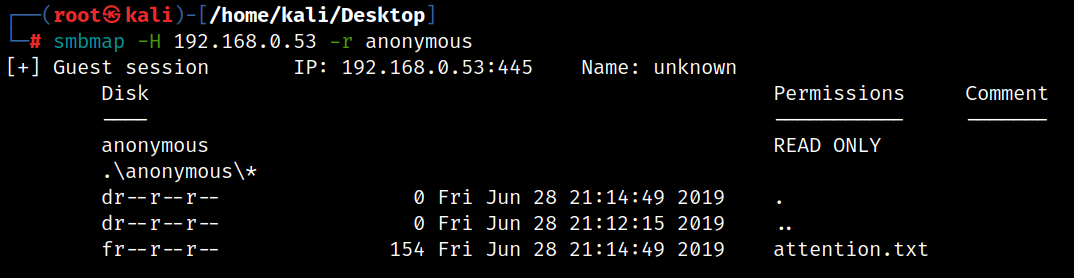 ┌──(root㉿kali)-[/home/kali/Desktop]
└─# smbmap -H 192.168.0.53 -r anonymous
[+] Guest session       IP: 192.168.0.53:445    Name: unknown
        Disk                                                    Permissions     Comment
        ----                                                    -----------     -------
        anonymous                                               READ ONLY
        .\anonymous\*
        dr--r--r--                0 Fri Jun 28 21:14:49 2019    .
        dr--r--r--                0 Fri Jun 28 21:12:15 2019    ..
        fr--r--r--              154 Fri Jun 28 21:14:49 2019    attention.txt